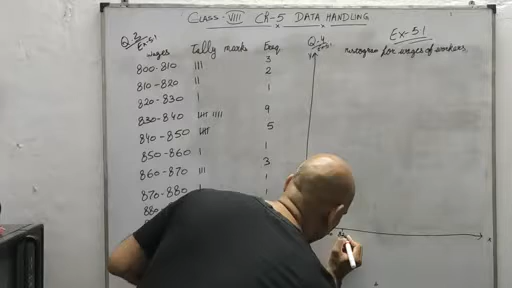 CLASS:- VIII CH-5 DATA HANDLING
Q.3 Ex-5.1
wages Tally marks Freq
800-810 ||| 3
810-820 || 2
820-830 | 1
830-840 |||| |||| 9
840-850 |||| 5
850-860 | 1
860-870 ||| 3
870-880 | 1
880
Q.4 Ex-5.1
Ex-5.1
Histogram for wages of workers
Y